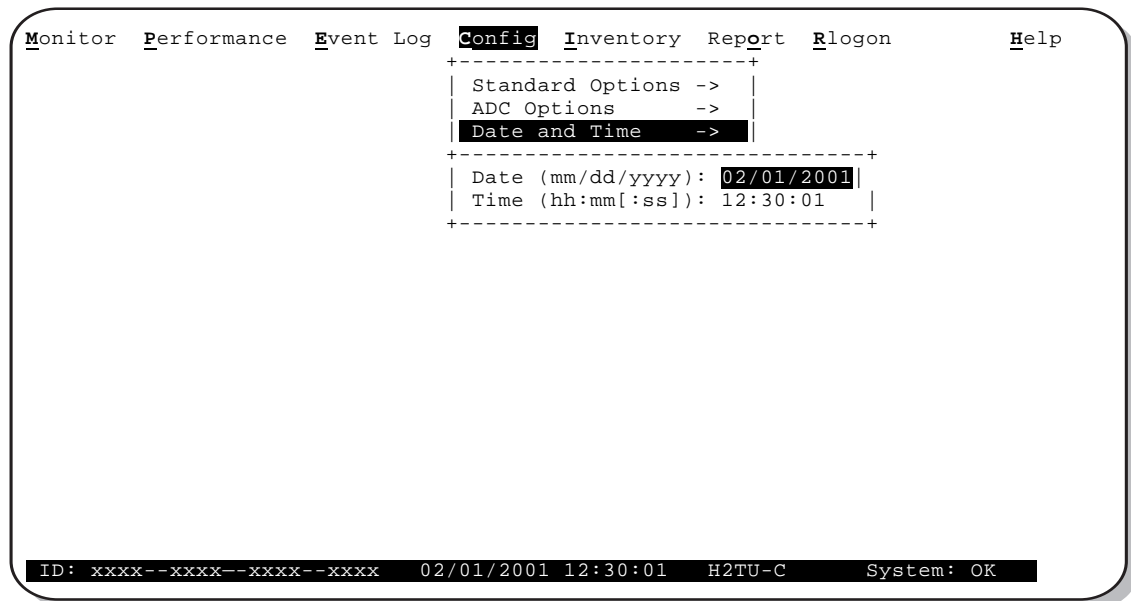 Monitor  Performance  Event Log  Config  Inventory  Report  Rlogon         Help
+----------------------+
| Standard Options ->  |
| ADC Options      ->  |
| Date and Time    ->  |
+-------------------------------+
| Date (mm/dd/yyyy): 02/01/2001|
| Time (hh:mm[:ss]): 12:30:01   |
+-------------------------------+
ID: xxxx--xxxx—-xxxx--xxxx   02/01/2001 12:30:01   H2TU-C      System: OK